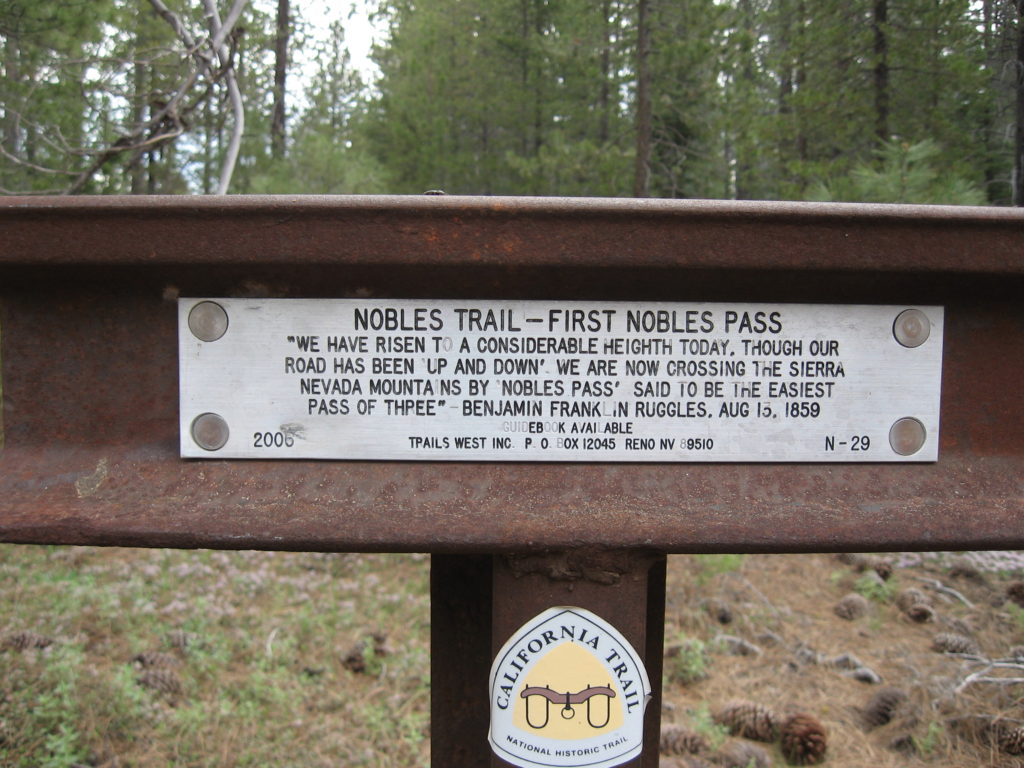 NOBLES TRAIL-FIRST NOBLES PASS
"WE HAVE RISEN TO A CONSIDERABLE HEIGHTH TODAY, THOUGH OUR
ROAD HAS BEEN 'UP AND DOWN'. WE ARE NOW CROSSING THE SIERRA
NEVADA MOUNTAINS BY 'NOBLES PASS' SAID TO BE THE EASIEST
PASS OF THREE" - BENJAMIN FRANKLIN RUGGLES, AUG 15, 1859
GUIDEBOOK AVAILABLE
2006 TRAILS WEST INC. P. O. BOX 12045 RENO NV 89510 N-29
CALIFORNIA TRAIL
NATIONAL HISTORIC TRAIL